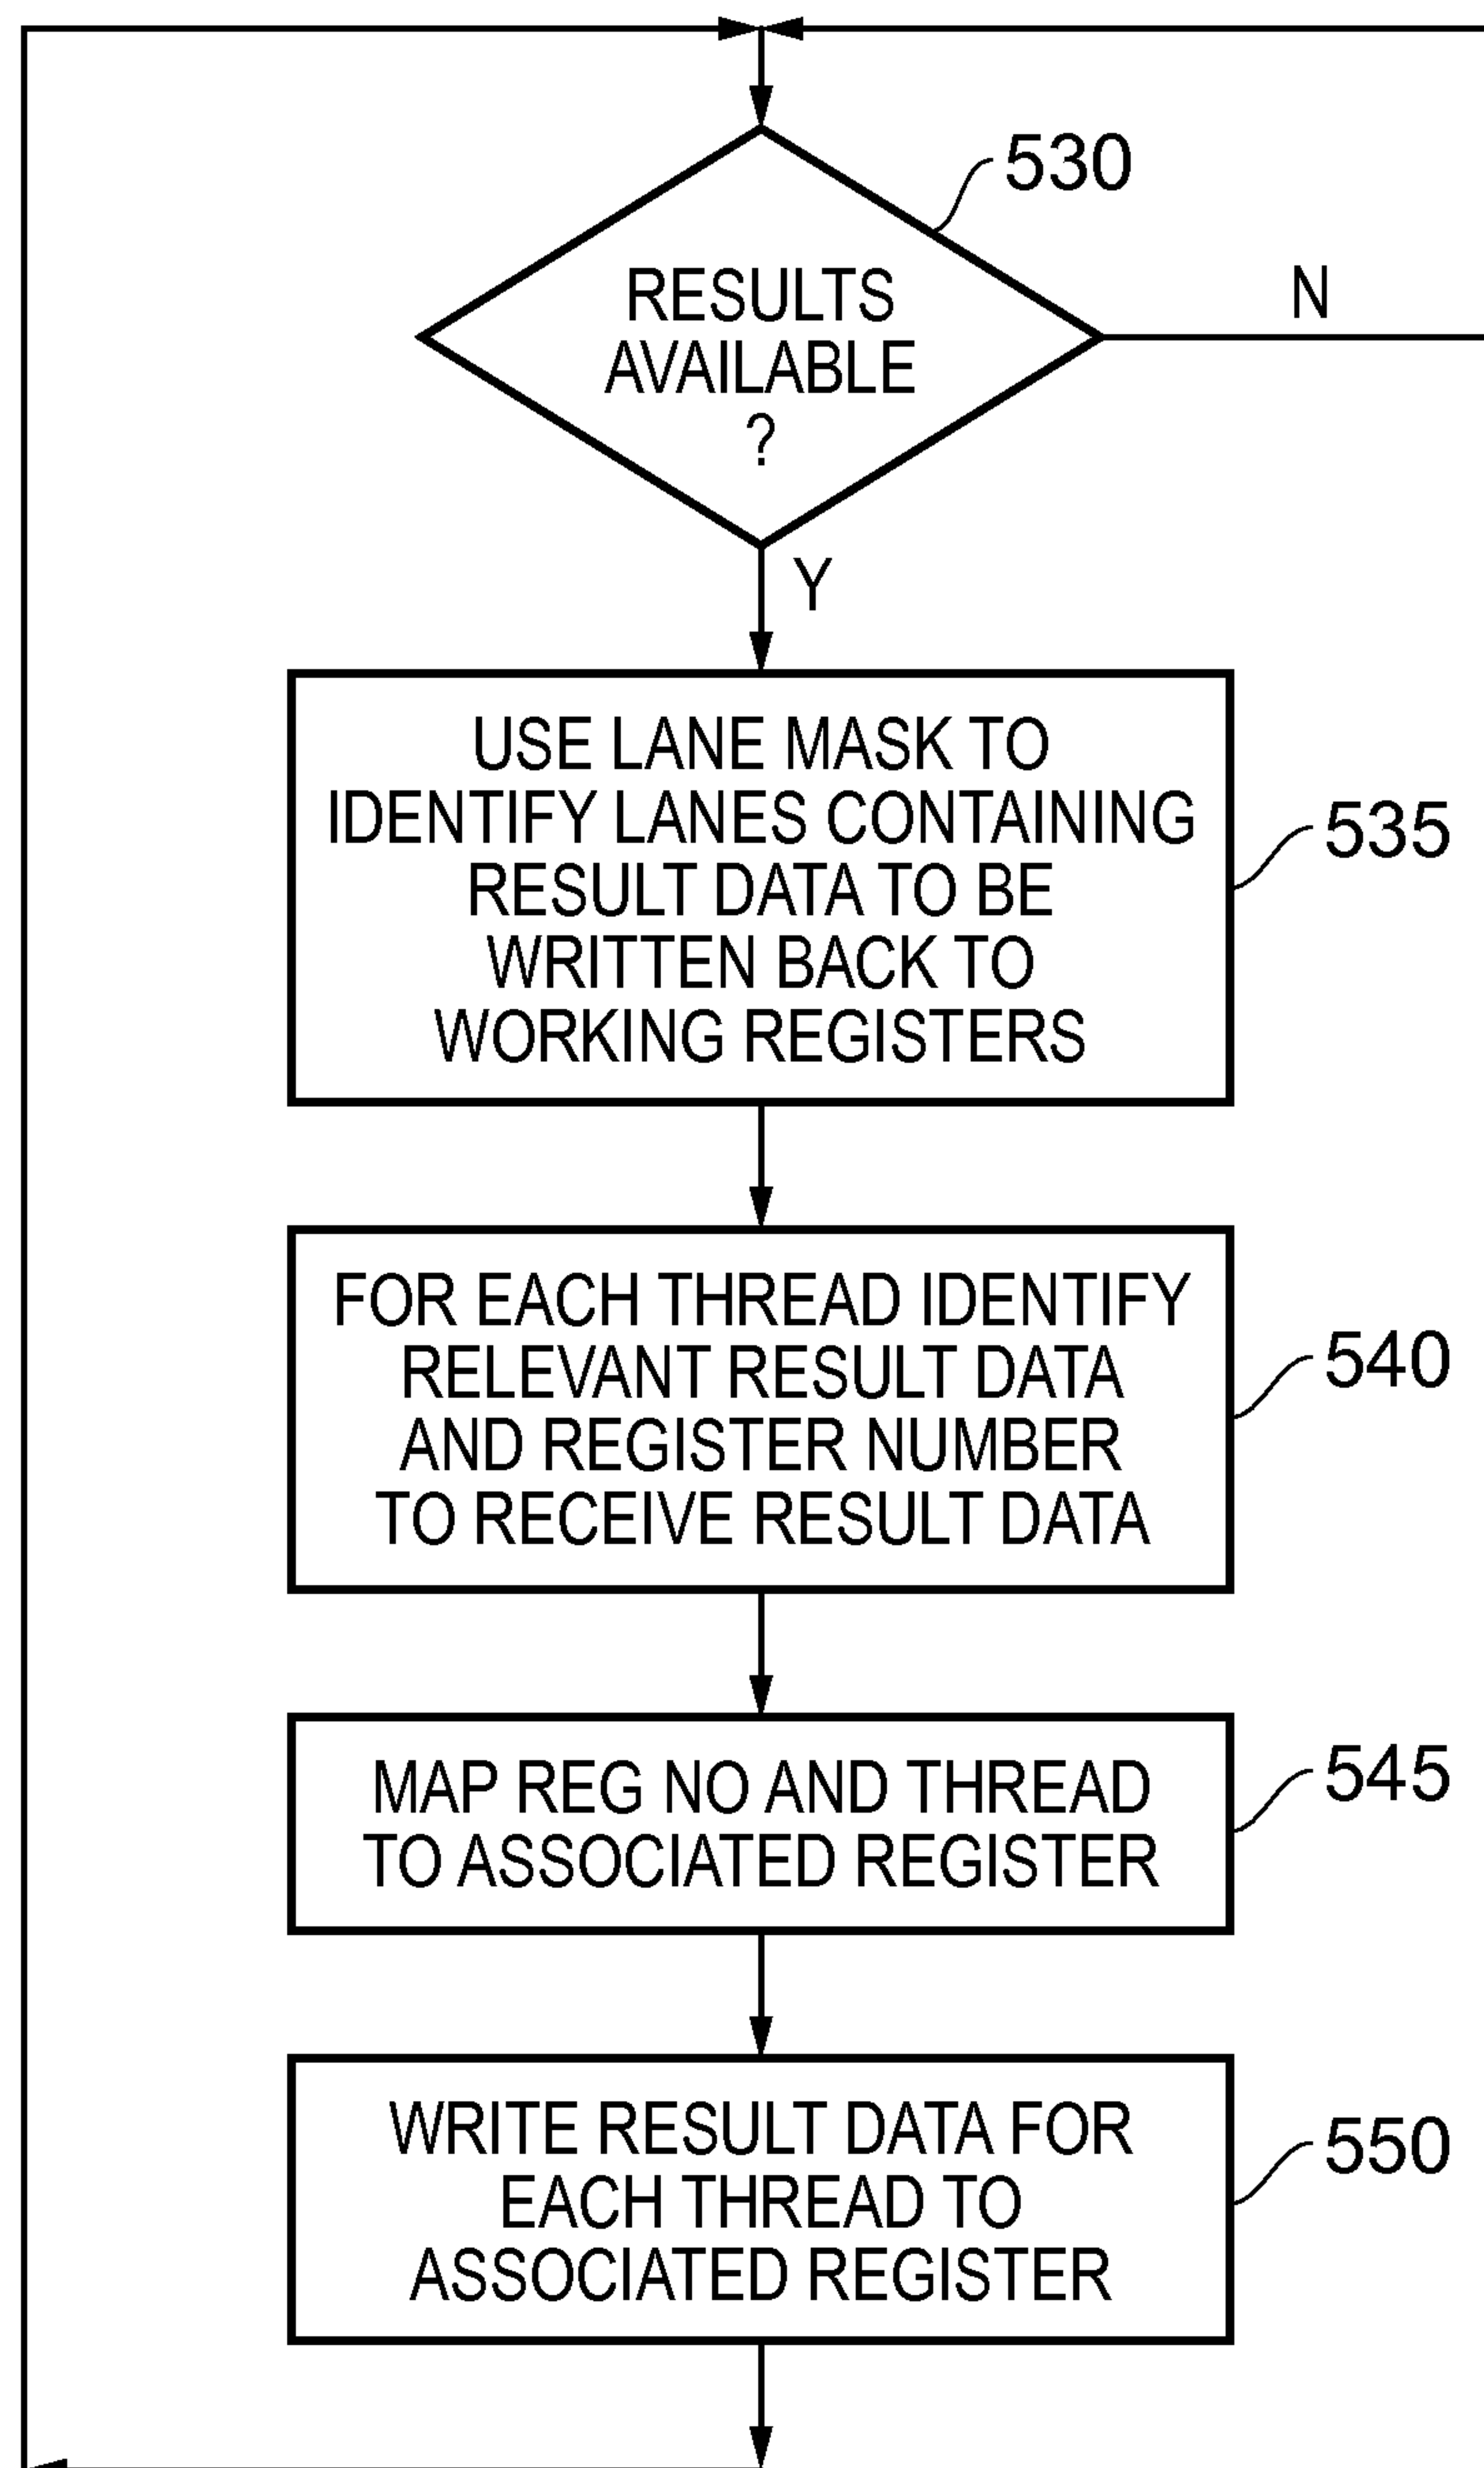 530
RESULTS
AVAILABLE
?
N
Y
USE LANE MASK TO
IDENTIFY LANES CONTAINING
RESULT DATA TO BE
WRITTEN BACK TO
WORKING REGISTERS
535
FOR EACH THREAD IDENTIFY
RELEVANT RESULT DATA
AND REGISTER NUMBER
TO RECEIVE RESULT DATA
540
MAP REG NO AND THREAD
TO ASSOCIATED REGISTER
545
WRITE RESULT DATA FOR
EACH THREAD TO
ASSOCIATED REGISTER
550